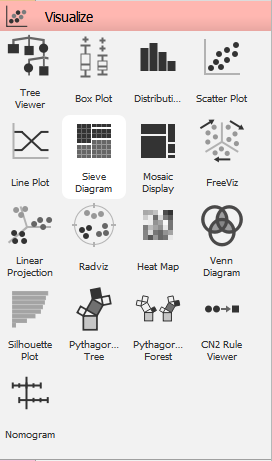 Visualize
Tree Viewer
Box Plot
Distributi...
Scatter Plot
Line Plot
Sieve Diagram
Mosaic Display
FreeViz
Linear Projection
Radviz
Heat Map
Venn Diagram
Silhouette Plot
Pythagor... Tree
Pythagor... Forest
CN2 Rule Viewer
Nomogram